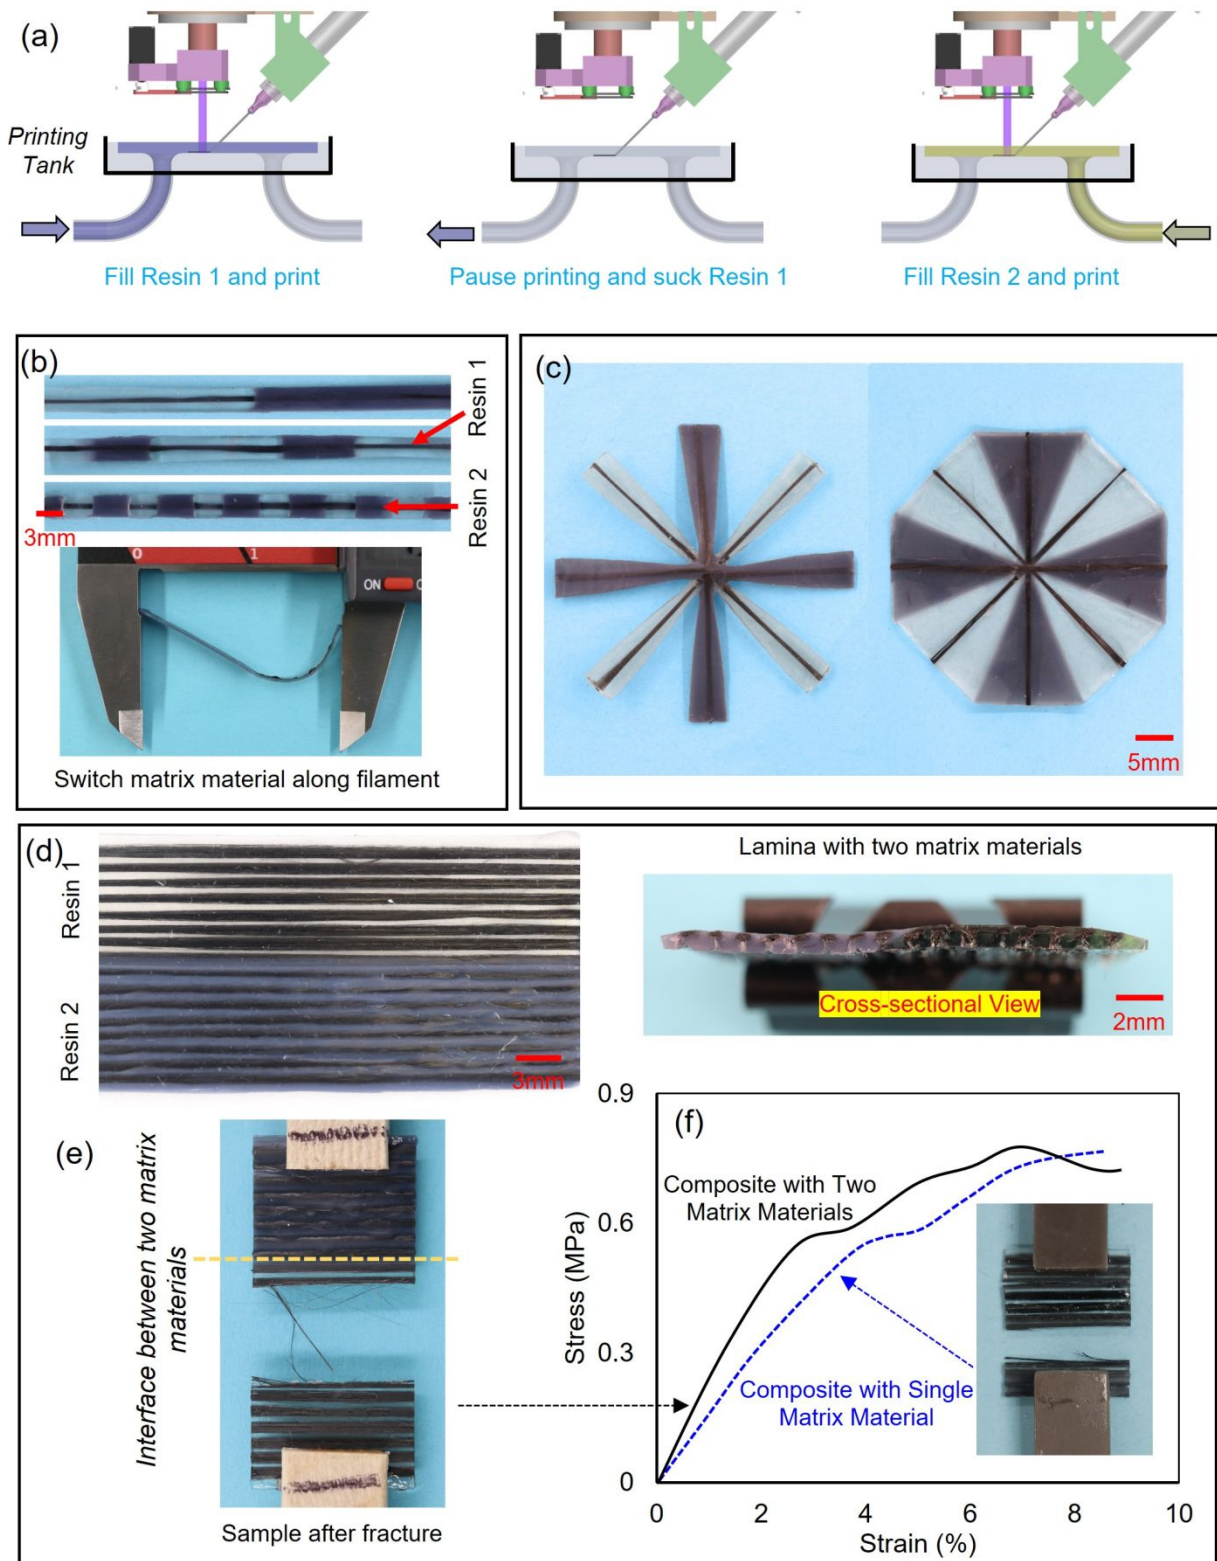 (a)
Printing
Tank
Fill Resin 1 and print
Pause printing and suck Resin 1
Fill Resin 2 and print
(b)
Resin 1
Resin 2
3mm
0
1
ON
Switch matrix material along filament
(c)
5mm
(d)
Resin 1
Resin 2
3mm
Lamina with two matrix materials
Cross-sectional View
2mm
(e)
Interface between two matrix
materials
Sample after fracture
(f)
Stress (MPa)
0.9
0.6
0.3
0
Composite with Two
Matrix Materials
Composite with Single
Matrix Material
0
2
4
6
8
10
Strain (%)